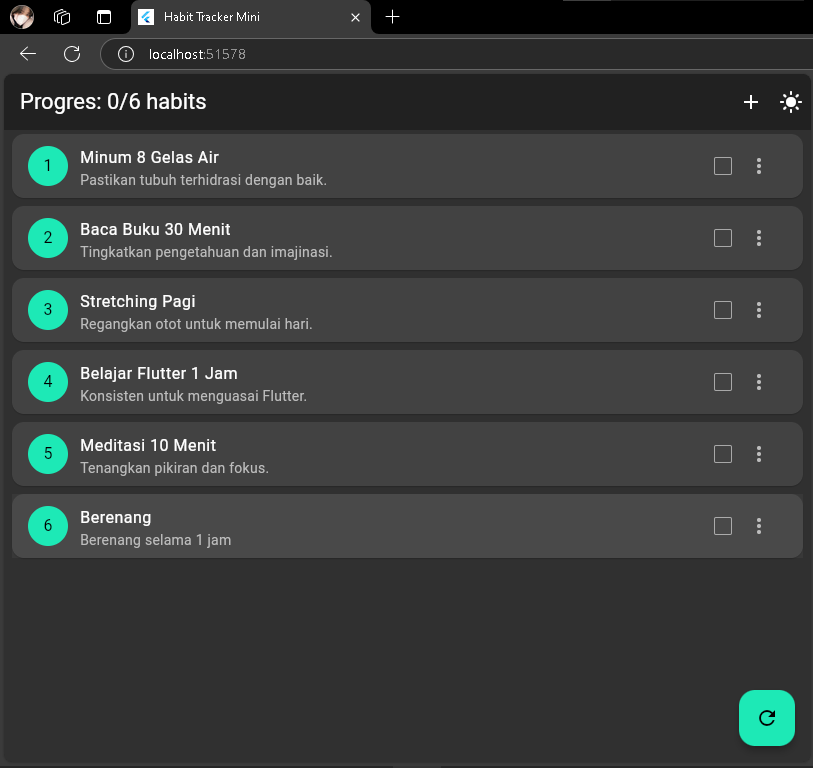 Habit Tracker Mini
localhost:51578
Progres: 0/6 habits
1
Minum 8 Gelas Air
Pastikan tubuh terhidrasi dengan baik.
2
Baca Buku 30 Menit
Tingkatkan pengetahuan dan imajinasi.
3
Stretching Pagi
Regangkan otot untuk memulai hari.
4
Belajar Flutter 1 Jam
Konsisten untuk menguasai Flutter.
5
Meditasi 10 Menit
Tenangkan pikiran dan fokus.
6
Berenang
Berenang selama 1 jam